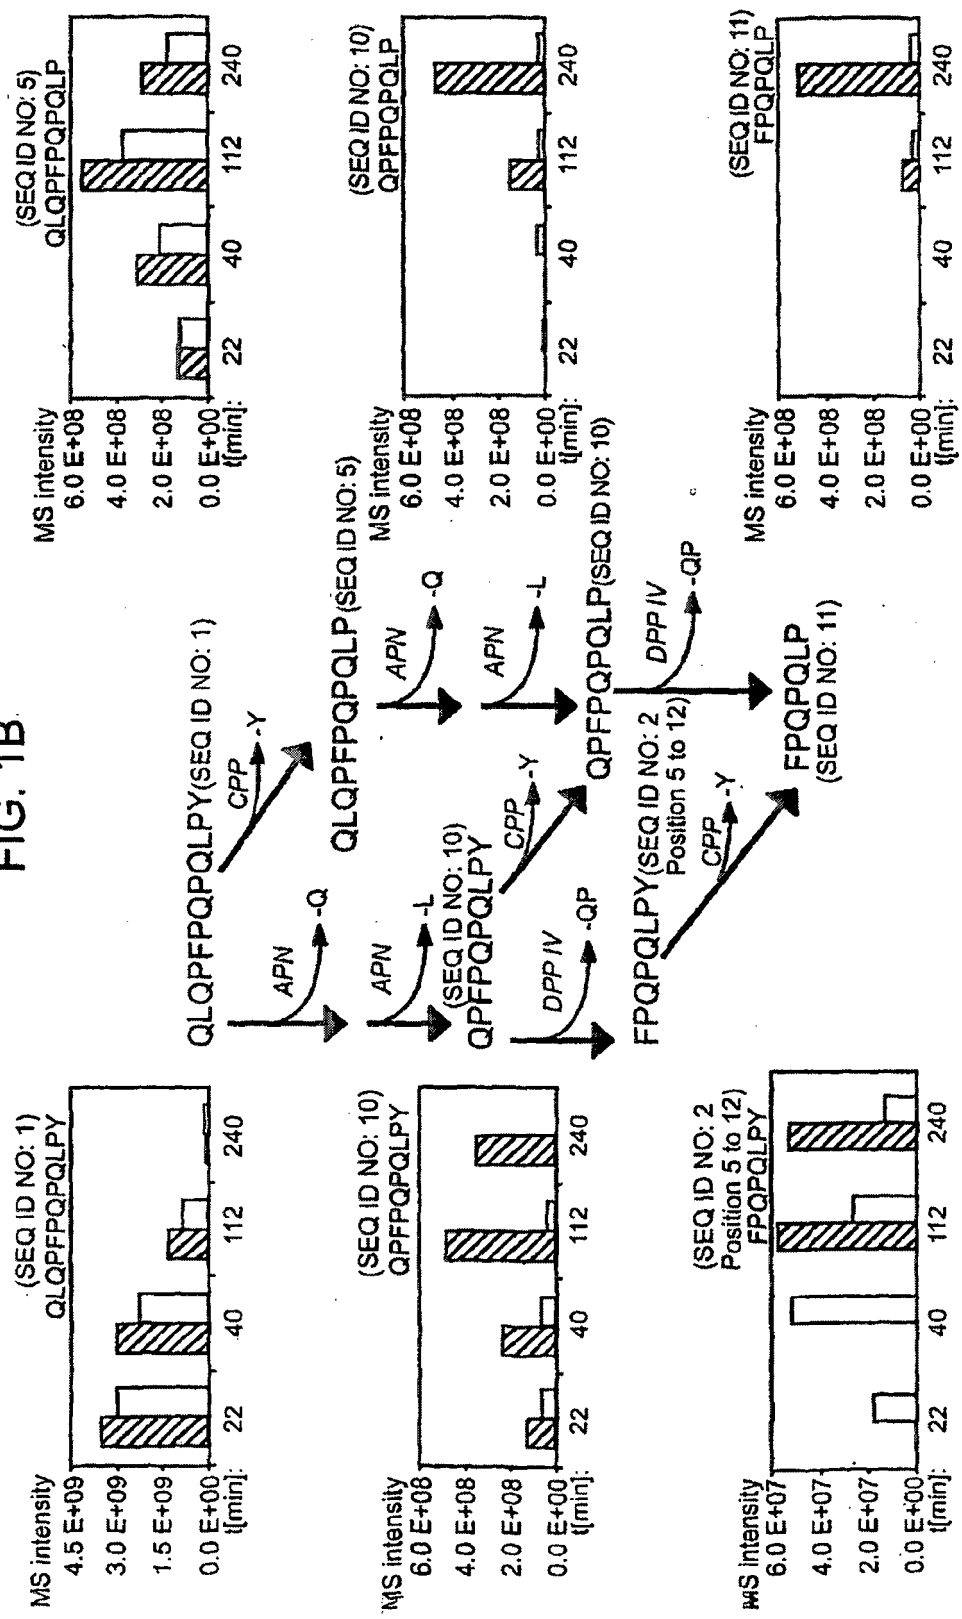 FIG. 1B
(SEQ ID NO: 1)
QLQPFPQPQLPY
MS intensity
4.5 E+09
3.0 E+09
1.5 E+09
0.0 E+00
t[min]:
22
40
112
240
(SEQ ID NO: 10)
QPFPQPQLPY
MS intensity
6.0 E+08
4.0 E+08
2.0 E+08
0.0 E+00
t[min]:
22
40
112
240
(SEQ ID NO: 2
Position 5 to 12)
FPQPQLPY
MS intensity
6.0 E+07
4.0 E+07
2.0 E+07
0.0 E+00
t[min]:
22
40
112
240
QLQPFPQPQLPY(SEQ ID NO: 1)
APN
-Q
CPP
-Y
QLQPFPQPQLP(SEQ ID NO: 5)
APN
-L
APN
-Q
(SEQ ID NO: 10)
QPFPQPQLPY
CPP
-Y
APN
-L
QPFPQPQLP(SEQ ID NO: 10)
DPP IV
-QP
FPQPQLPY(SEQ ID NO: 2
Position 5 to 12)
DPP IV
-QP
CPP
-Y
FPQPQLP
(SEQ ID NO: 11)
(SEQ ID NO: 5)
QLQPFPQPQLP
MS intensity
6.0 E+08
4.0 E+08
2.0 E+08
0.0 E+00
t[min]:
22
40
112
240
(SEQ ID NO: 10)
QPFPQPQLP
MS intensity
6.0 E+08
4.0 E+08
2.0 E+08
0.0 E+00
t[min]:
22
40
112
240
(SEQ ID NO: 11)
FPQPQLP
MS intensity
6.0 E+08
4.0 E+08
2.0 E+08
0.0 E+00
t[min]:
22
40
112
240